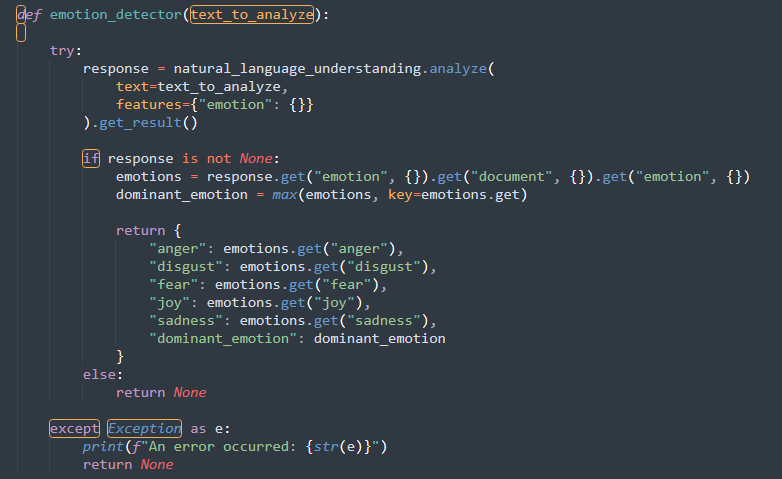 def emotion_detector(text_to_analyze):
try:
response = natural_language_understanding.analyze(
text=text_to_analyze,
features={"emotion": {}}
).get_result()
if response is not None:
emotions = response.get("emotion", {}).get("document", {}).get("emotion", {})
dominant_emotion = max(emotions, key=emotions.get)
return {
"anger": emotions.get("anger"),
"disgust": emotions.get("disgust"),
"fear": emotions.get("fear"),
"joy": emotions.get("joy"),
"sadness": emotions.get("sadness"),
"dominant_emotion": dominant_emotion
}
else:
return None
except Exception as e:
print(f"An error occurred: {str(e)}")
return None